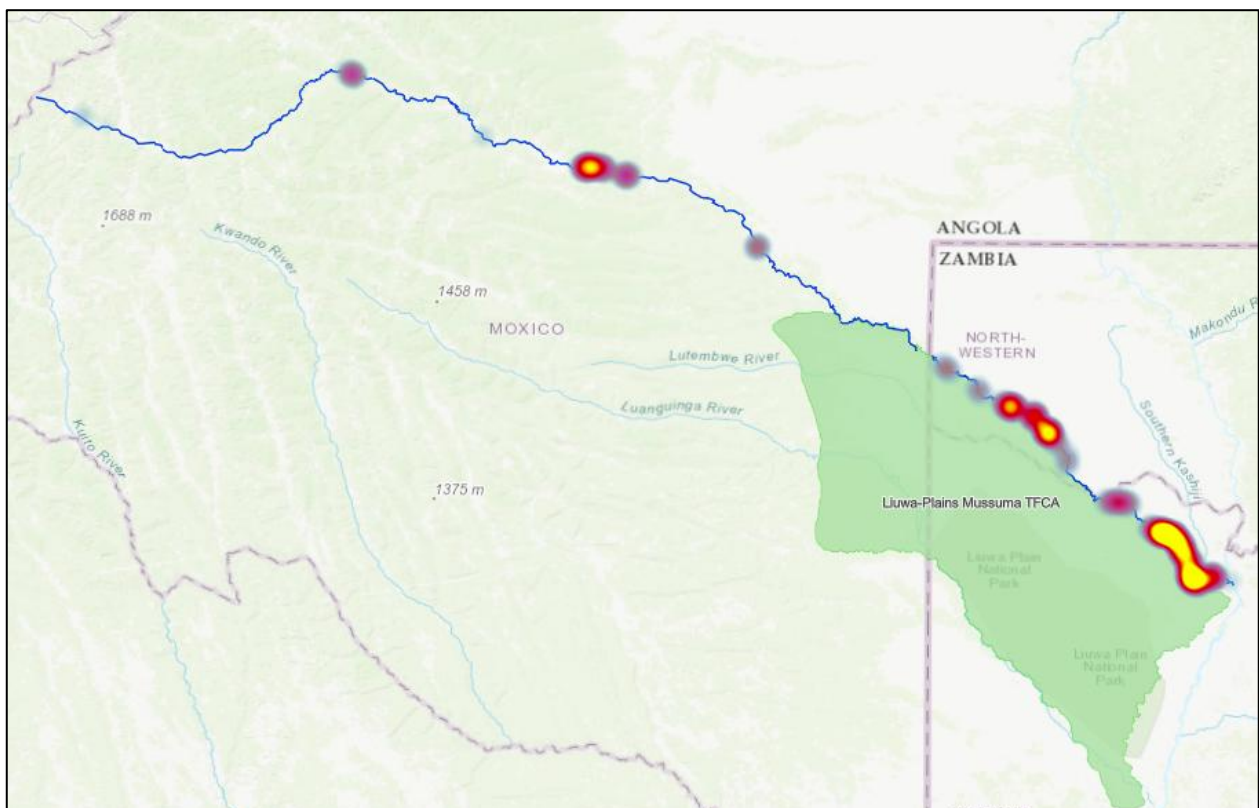 1688 m
Kwando River
ANGOLA
ZAMBIA
1458 m
MOXICO
NORTH-
WESTERN
Makondu R
Lutembwe River
Luanguinga River
Southern Kashiji
Kuito River
1375 m
Liuwa-Plains Mussuma TFCA
Liuwa Plain
National
Park
Liuwa Plain
National
Park